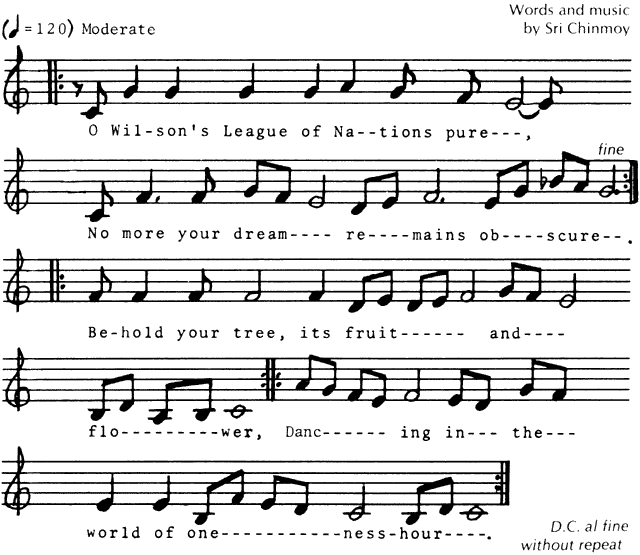 (♩=120) Moderate
Words and music
by Sri Chinmoy
O Wil-son's League of Na--tions pure---,
fine
No more your dream---- re----mains ob----scure--.
Be-hold your tree, its fruit------ and----
flo---------wer, Danc------ ing in--- the---
world of one----------ness-hour----.
D.C. al fine
without repeat